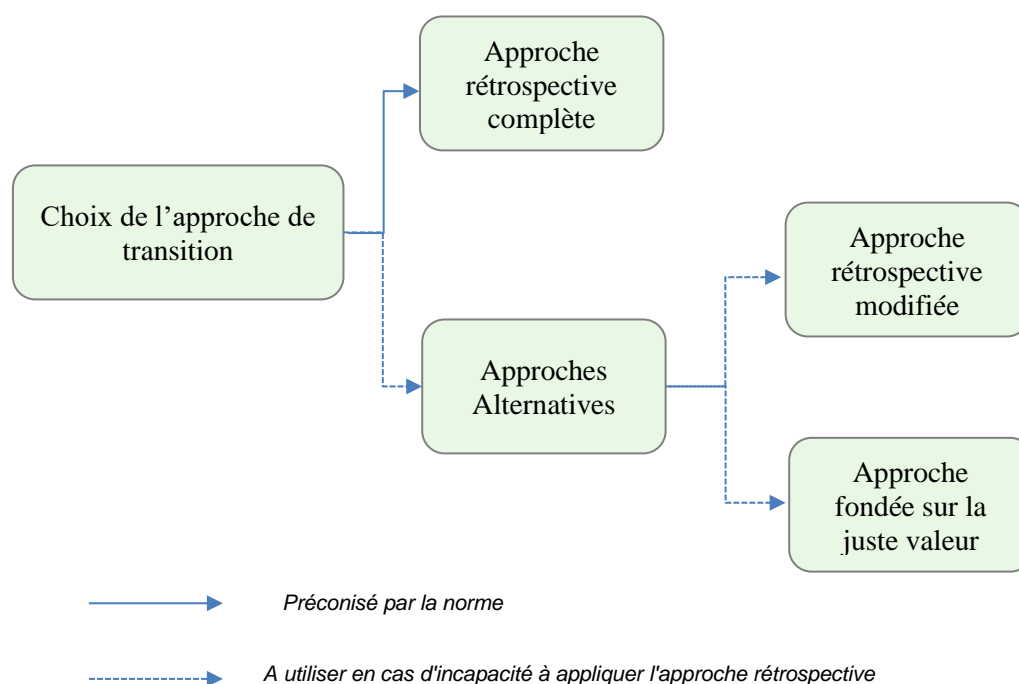 Approche
rétrospective
complète
Choix de l’approche de
transition
Approche
rétrospective
modifiée
Approches
Alternatives
Approche
fondée sur la
juste valeur
Préconisé par la norme
A utiliser en cas d'incapacité à appliquer l'approche rétrospective